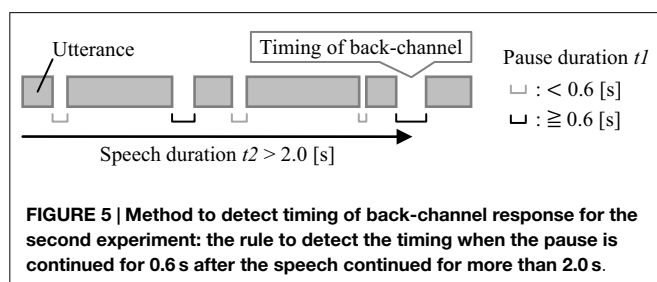 Utterance
Timing of back-channel
Pause duration t1
: < 0.6 [s]
: ≧ 0.6 [s]
Speech duration t2 > 2.0 [s]
FIGURE 5 | Method to detect timing of back-channel response for the
second experiment: the rule to detect the timing when the pause is
continued for 0.6 s after the speech continued for more than 2.0 s.